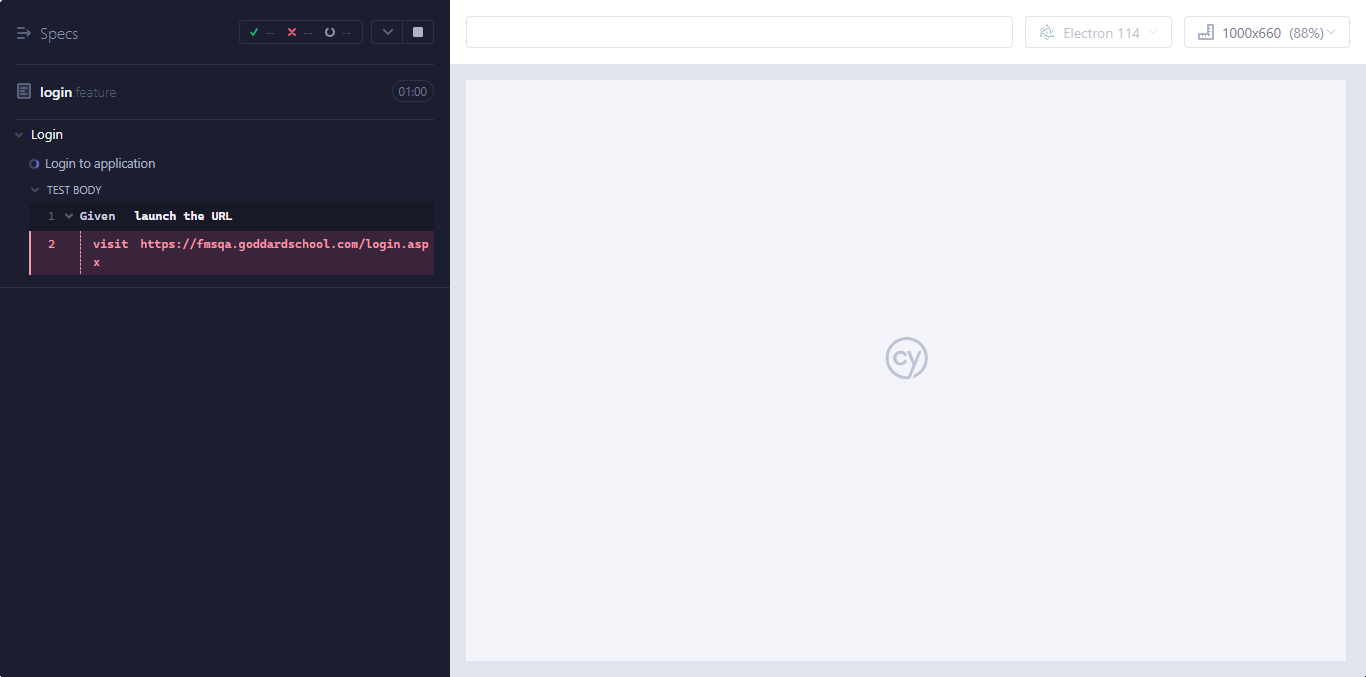 Specs
-- -- --
Electron 114
1000x660 (88%)
login.feature
01:00
Login
Login to application
TEST BODY
1 Given launch the URL
2 visit https://fmsqa.goddardschool.com/login.asp
x
cy